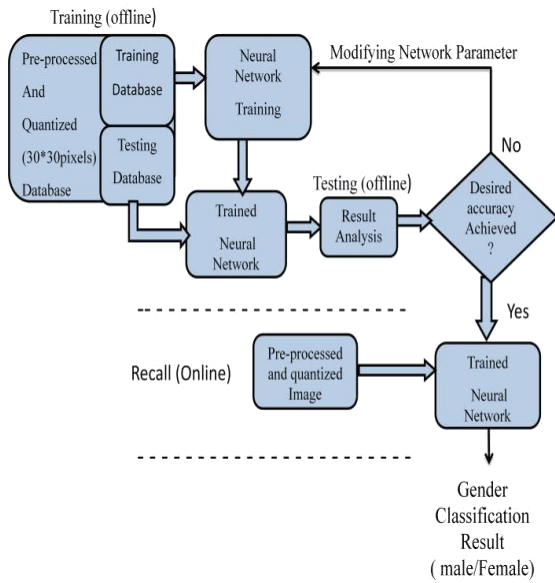 Training (offline)
Pre-processed
And
Quantized
(30*30pixels)
Database
Training
Database
Testing
Database
Neural
Network
Training
Modifying Network Parameter
No
Trained
Neural
Network
Testing (offline)
Result
Analysis
Desired
accuracy
Achieved
?
Yes
Recall (Online)
Pre-processed
and quantized
Image
Trained
Neural
Network
Gender
Classification
Result
( male/Female)